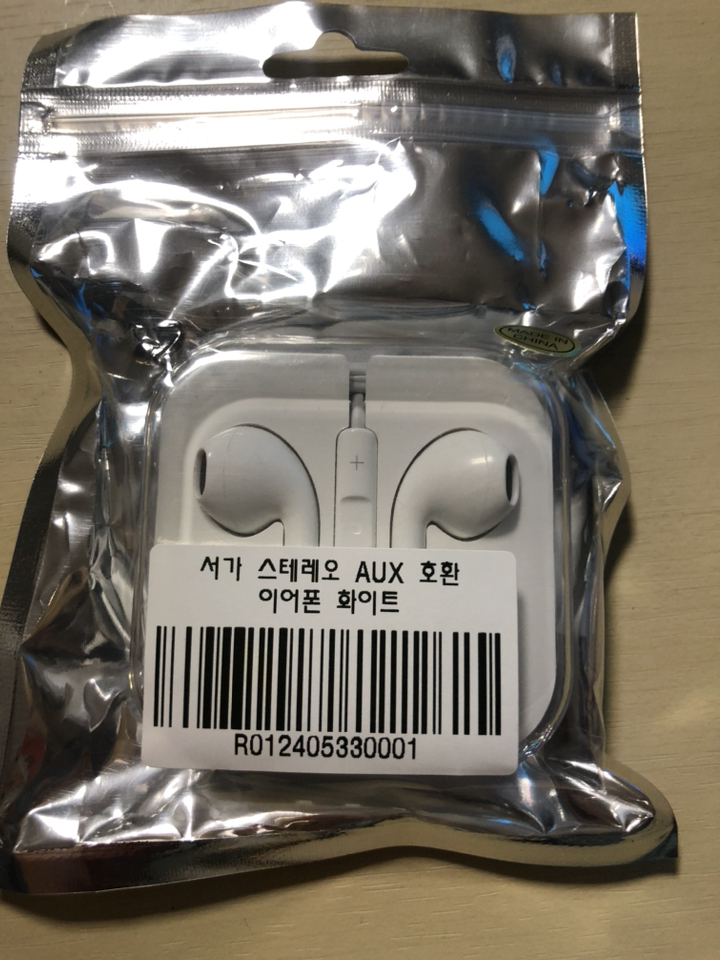 MADE IN
CHINA
서가 스테레오 AUX 호환
이어폰 화이트
R012405330001